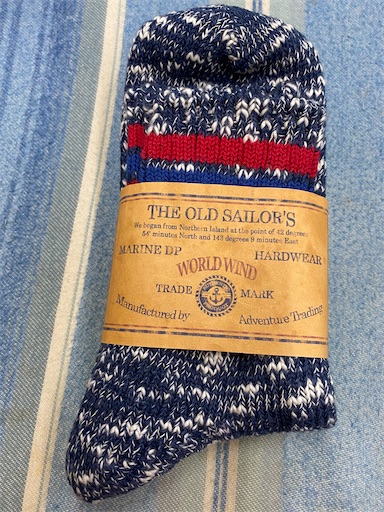 THE OLD SAILOR'S
We began from Northern Island at the point of 42 degrees
54' minutes North and 143 degrees 9 minutes East
MARINE DP HARDWEAR
WORLD WIND
TRADE MARK
Manufactured by Adventure Trading